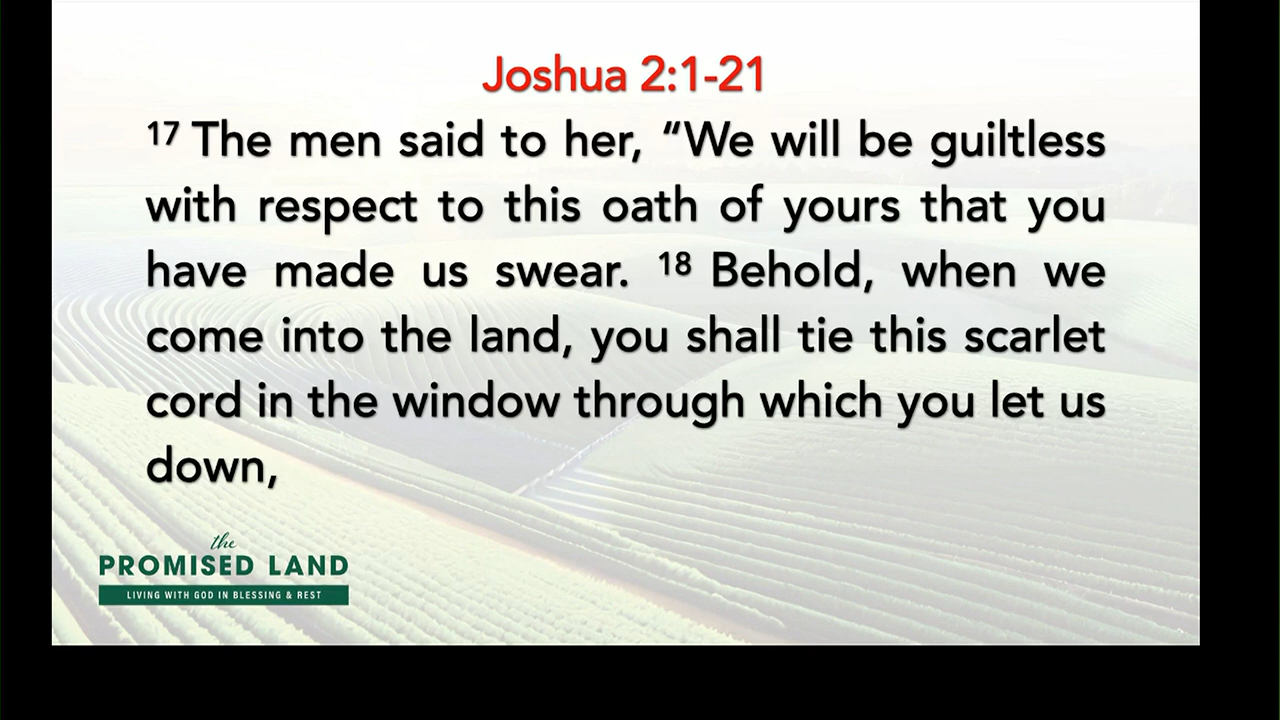 Joshua 2:1-21
17 The men said to her, “We will be guiltless
with respect to this oath of yours that you
have made us swear. 18 Behold, when we
come into the land, you shall tie this scarlet
cord in the window through which you let us
down,
the
PROMISED LAND
LIVING WITH GOD IN BLESSING & REST